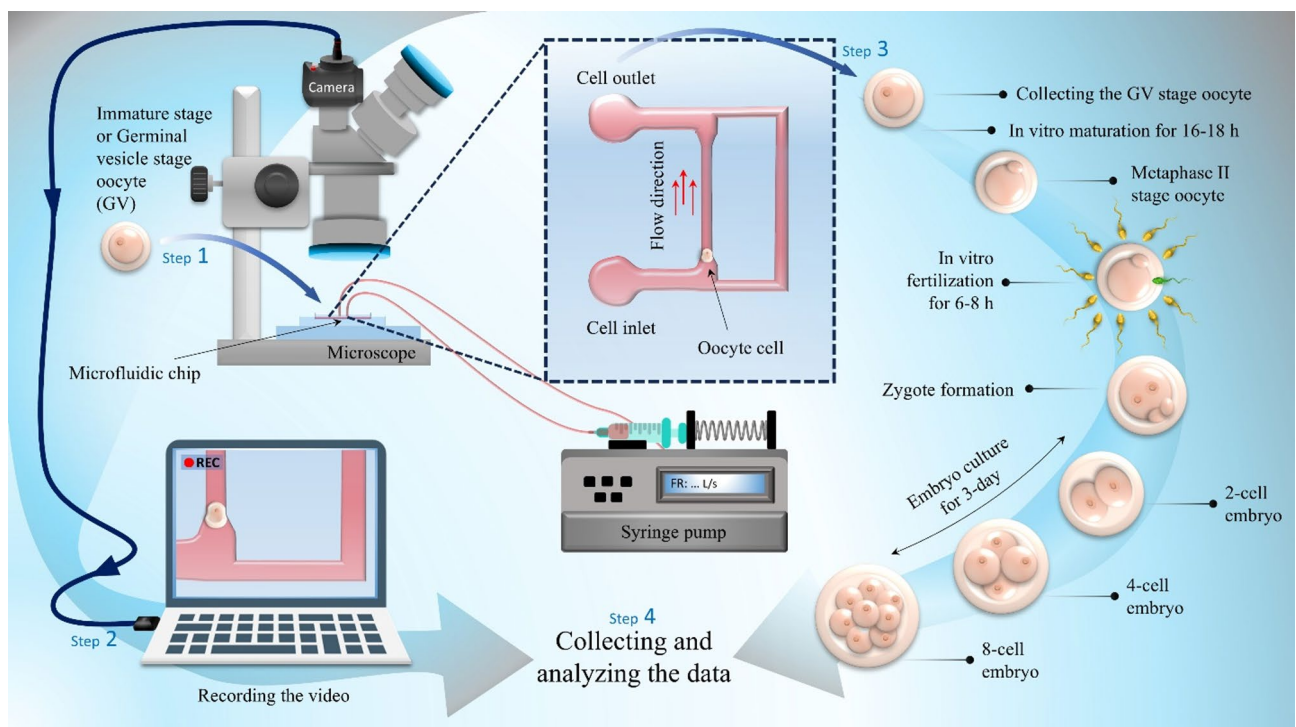 Step 3
Camera
Cell outlet
Collecting the GV stage oocyte
Immature stage
or Germinal
vesicle stage
oocyte
(GV)
In vitro maturation for 16-18 h
Metaphase II
stage oocyte
Flow direction
Step 1
In vitro
fertilization
for 6-8 h
Cell inlet
Oocyte cell
Microscope
Microfluidic chip
Zygote formation
REC
FR: ... L/s
Syringe pump
Embryo culture
for 3-day
2-cell
embryo
4-cell
embryo
8-cell
embryo
Step 2
Recording the video
Step 4
Collecting and
analyzing the data